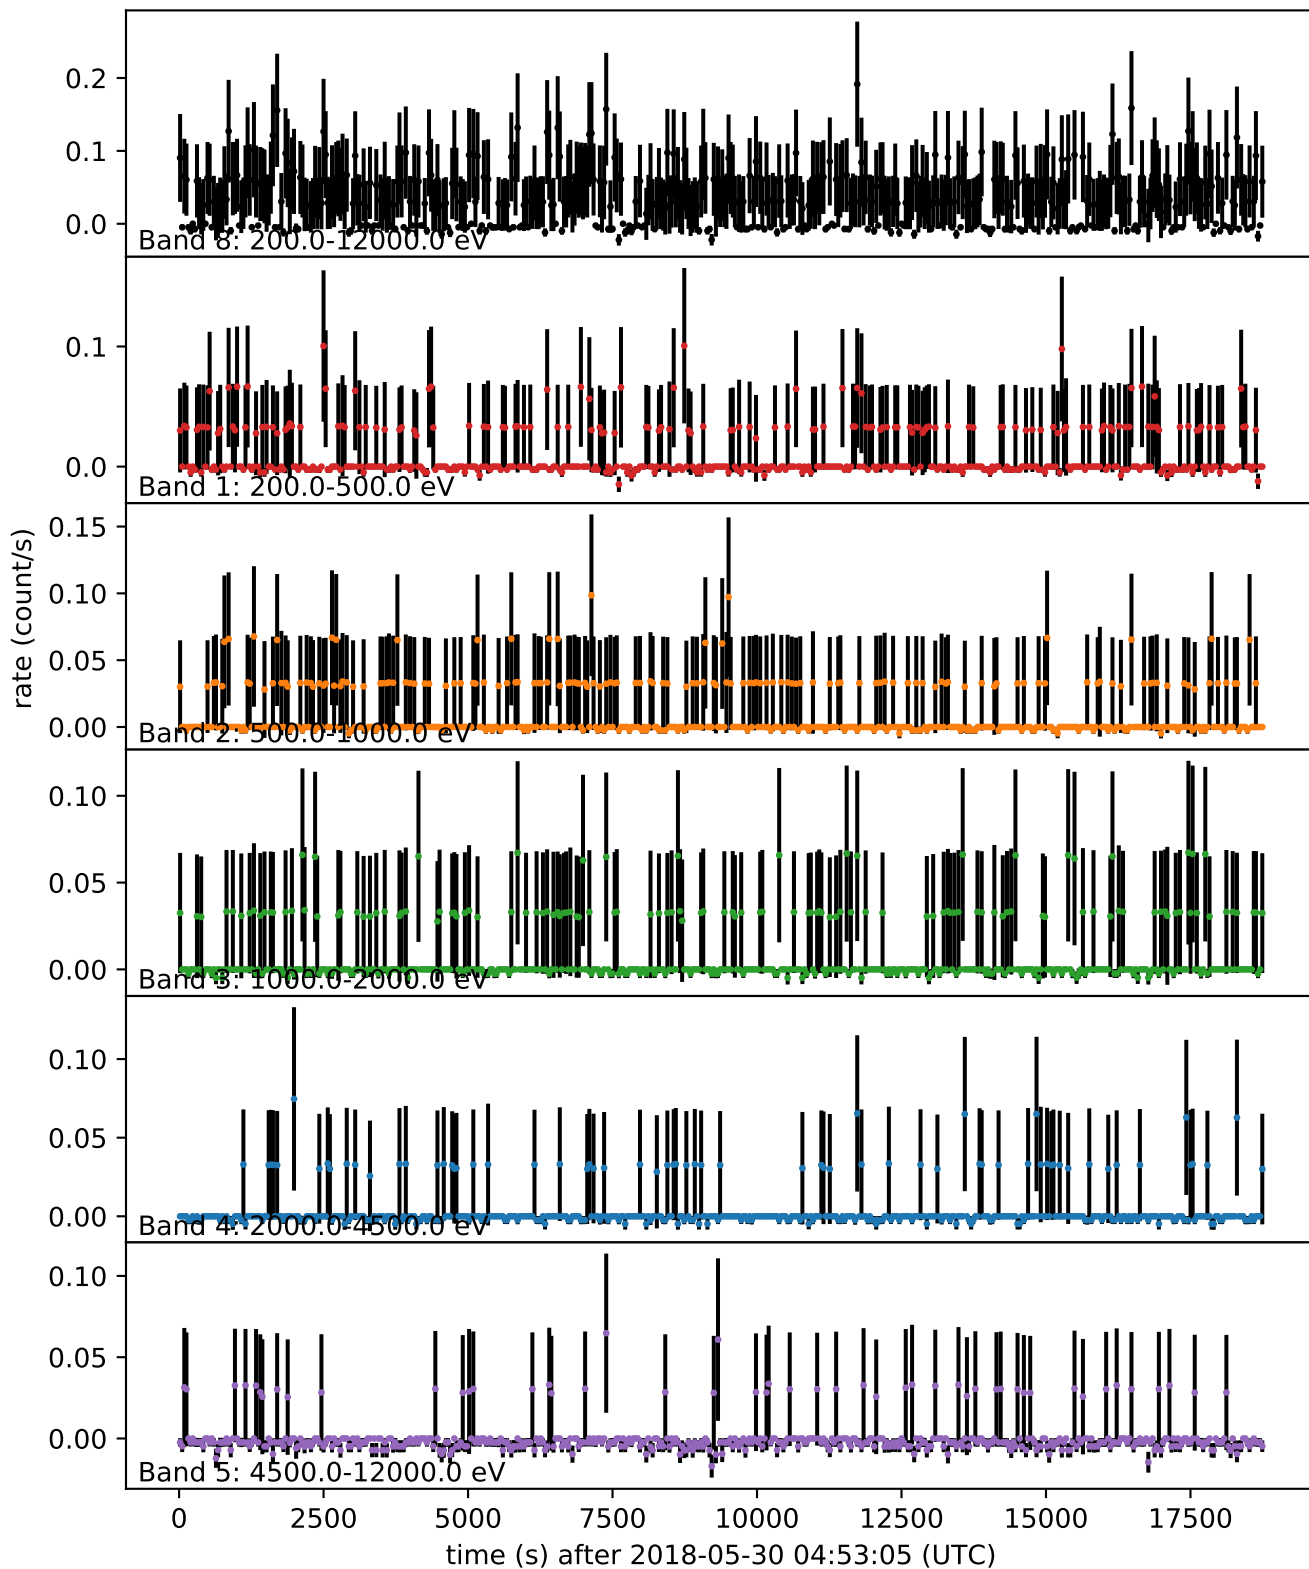 0.2
0.1
0.0
Band 8: 200.0-12000.0 eV
0.1
0.0
Band 1: 200.0-500.0 eV
rate (count/s)
0.15
0.10
0.05
0.00
Band 2: 500.0-1000.0 eV
0.10
0.05
0.00
Band 3: 1000.0-2000.0 eV
0.10
0.05
0.00
Band 4: 2000.0-4500.0 eV
0.10
0.05
0.00
Band 5: 4500.0-12000.0 eV
0 2500 5000 7500 10000 12500 15000 17500
time (s) after 2018-05-30 04:53:05 (UTC)